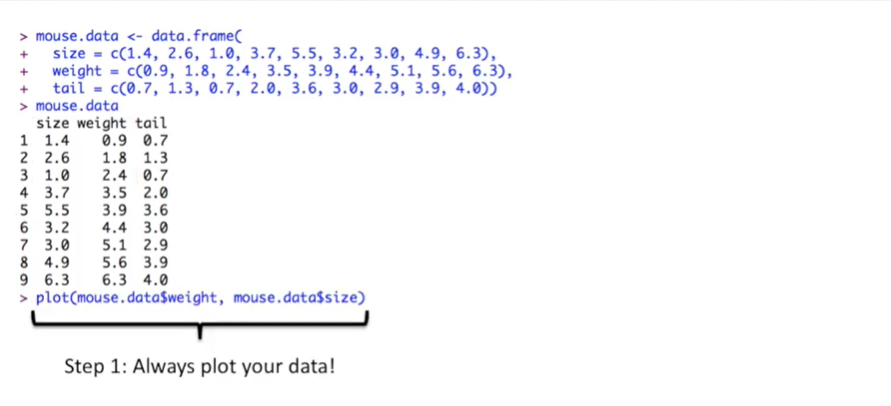 > mouse.data <- data.frame(
+   size = c(1.4, 2.6, 1.0, 3.7, 5.5, 3.2, 3.0, 4.9, 6.3),
+   weight = c(0.9, 1.8, 2.4, 3.5, 3.9, 4.4, 5.1, 5.6, 6.3),
+   tail = c(0.7, 1.3, 0.7, 2.0, 3.6, 3.0, 2.9, 3.9, 4.0))
> mouse.data
  size weight tail
1  1.4    0.9  0.7
2  2.6    1.8  1.3
3  1.0    2.4  0.7
4  3.7    3.5  2.0
5  5.5    3.9  3.6
6  3.2    4.4  3.0
7  3.0    5.1  2.9
8  4.9    5.6  3.9
9  6.3    6.3  4.0
> plot(mouse.data$weight, mouse.data$size)
Step 1: Always plot your data!